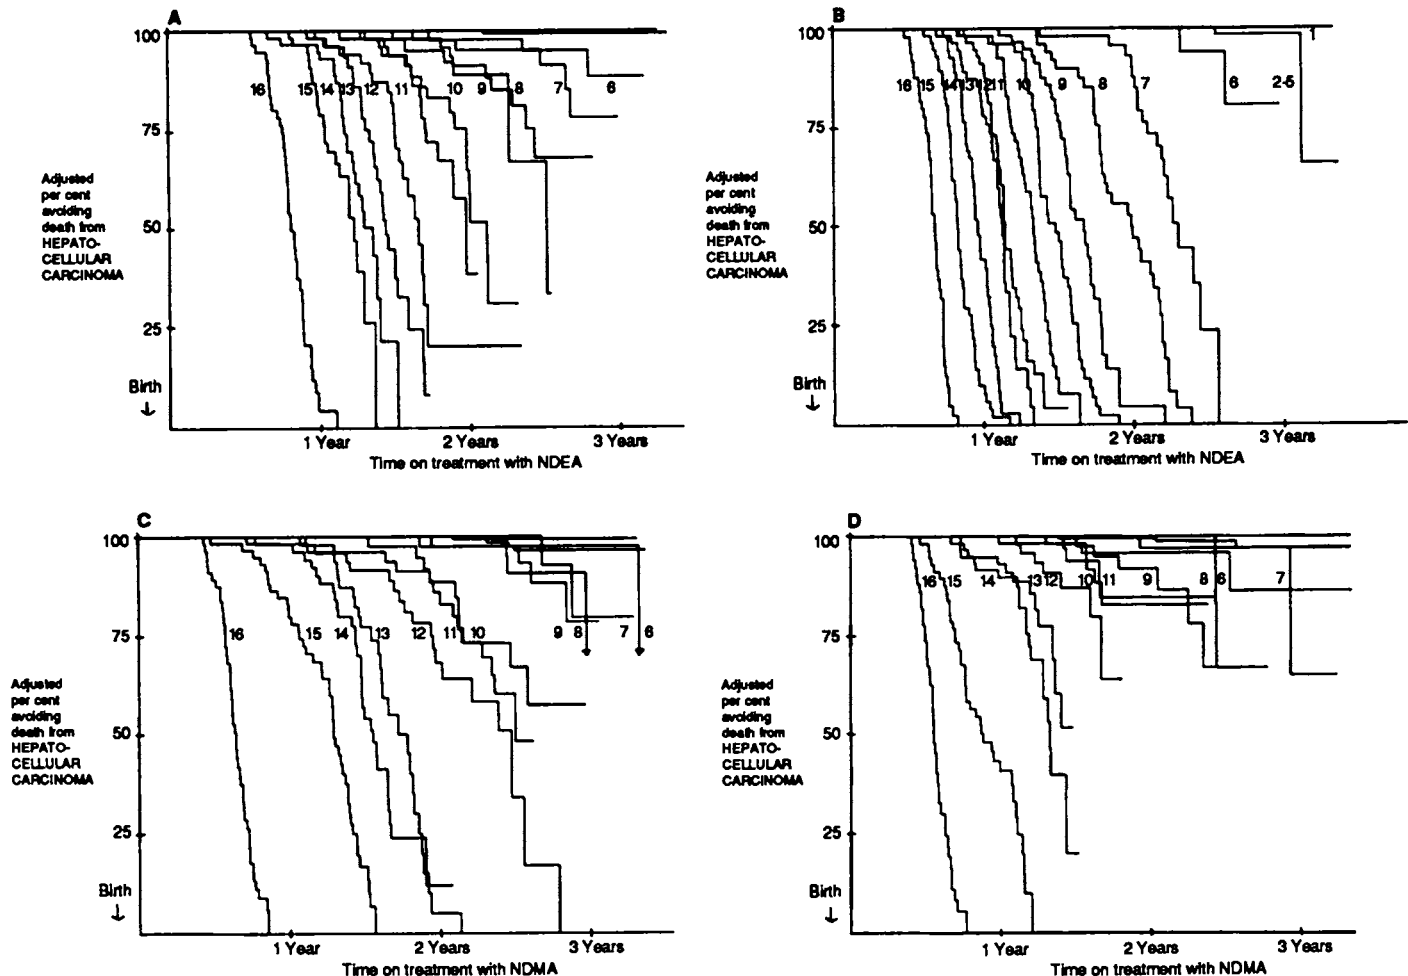 A
100
16
15
14
13
12
11
10
9
8
7
6
75
Adjusted
per cent
avoiding
death from
HEPATO-
CELLULAR
CARCINOMA
50
25
Birth
1 Year
2 Years
3 Years
Time on treatment with NDEA
B
100
16
15
14
13
12
11
10
9
8
7
6
2-5
1
75
Adjusted
per cent
avoiding
death from
HEPATO-
CELLULAR
CARCINOMA
50
25
Birth
1 Year
2 Years
3 Years
Time on treatment with NDEA
C
100
75
16
15
14
13
12
11
10
9
8
7
6
Adjusted
per cent
avoiding
death from
HEPATO-
CELLULAR
CARCINOMA
50
25
Birth
1 Year
2 Years
3 Years
Time on treatment with NDMA
D
100
16
15
14
13
12
10
11
9
8
6
7
75
Adjusted
per cent
avoiding
death from
HEPATO-
CELLULAR
CARCINOMA
50
25
Birth
1 Year
2 Years
3 Years
Time on treatment with NDMA